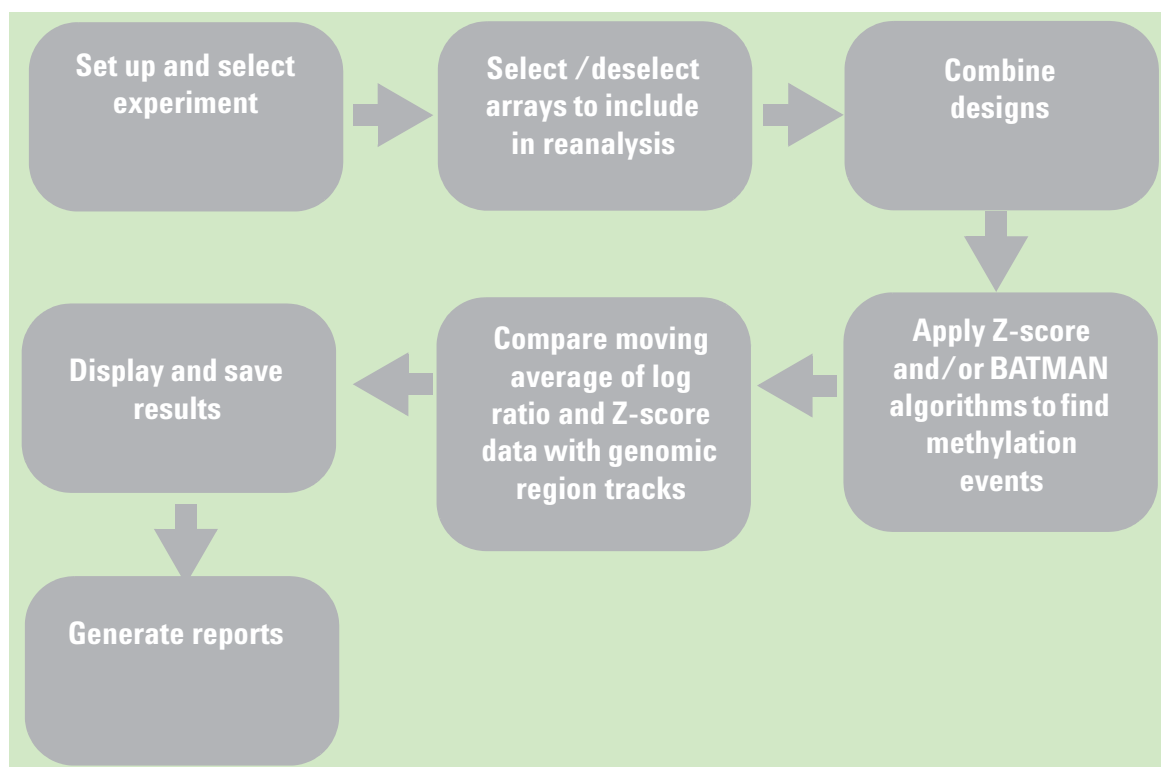 Set up and select
experiment
Select /deselect
arrays to include
in reanalysis
Combine
designs
Apply Z-score
and/or BATMAN
algorithms to find
methylation
events
Compare moving
average of log
ratio and Z-score
data with genomic
region tracks
Display and save
results
Generate reports